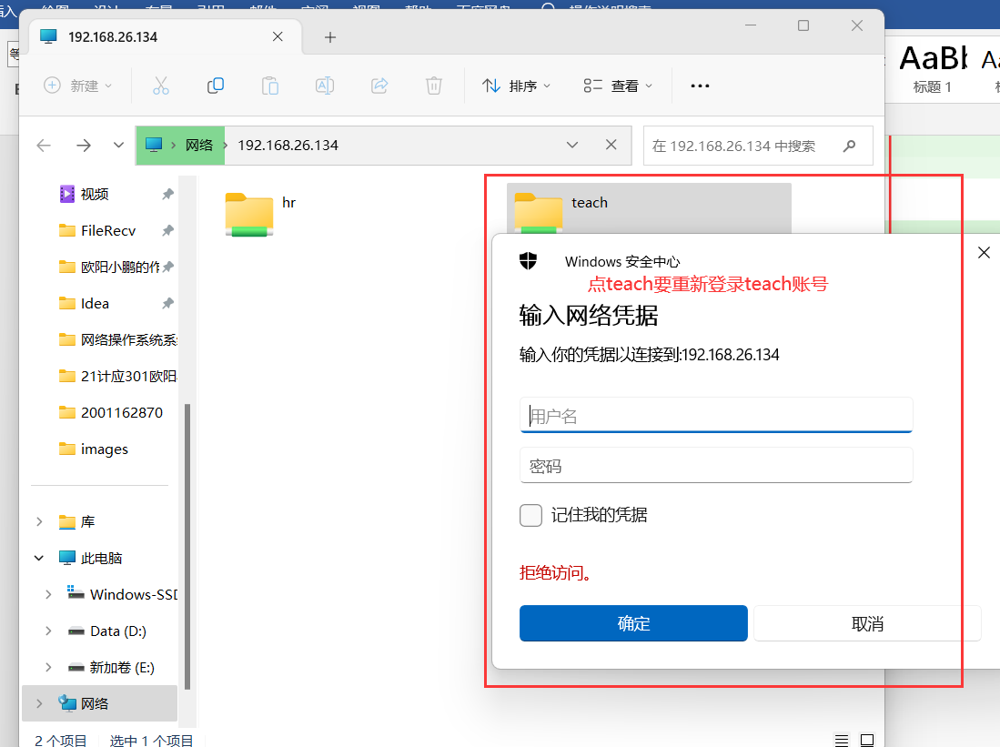 192.168.26.134
AaBb
标题 1
新建
排序
查看
网络
192.168.26.134
在 192.168.26.134 中搜索
视频
FileRecv
欧阳小鹏的作
Idea
网络操作系统系
21计应301欧阳
2001162870
images
库
此电脑
Windows-SSD
Data (D:)
新加卷 (E:)
网络
2 个项目
选中 1 个项目
hr
teach
Windows 安全中心
点teach要重新登录teach账号
输入网络凭据
输入你的凭据以连接到:192.168.26.134
用户名
密码
记住我的凭据
拒绝访问。
确定
取消